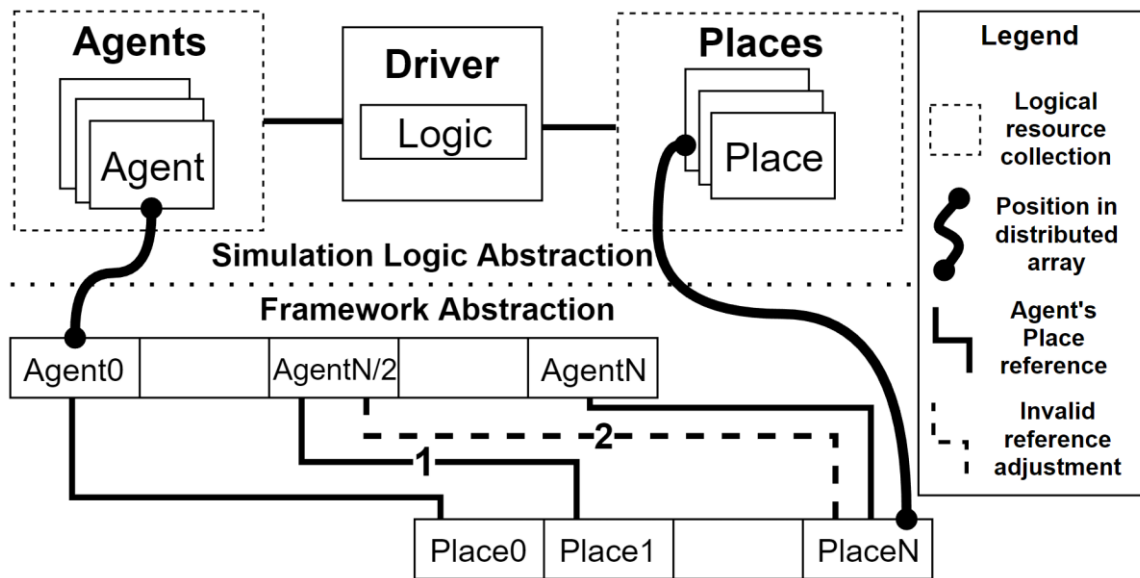 Agents
Agent
Driver
Logic
Places
Place
Simulation Logic Abstraction
Framework Abstraction
Agent0
AgentN/2
AgentN
1
2
Place0
Place1
PlaceN
Legend
Logical
resource
collection
Position in
distributed
array
Agent's
Place
reference
Invalid
reference
adjustment